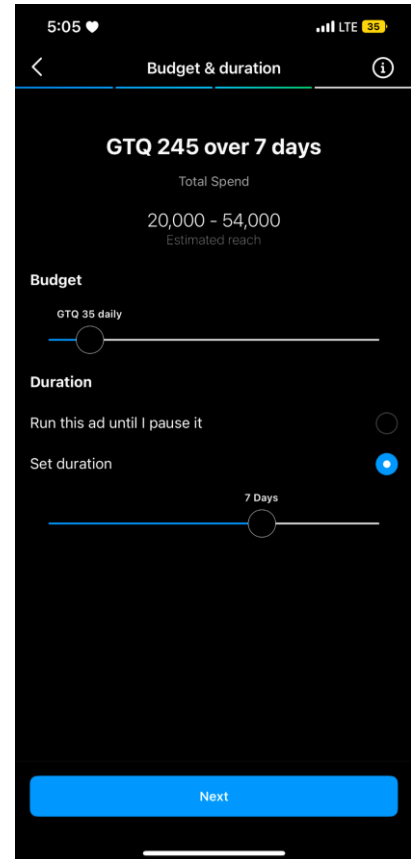 5:05
LTE 35
Budget & duration
GTQ 245 over 7 days
Total Spend
20,000 - 54,000
Estimated reach
Budget
GTQ 35 daily
Duration
Run this ad until I pause it
Set duration
7 Days
Next